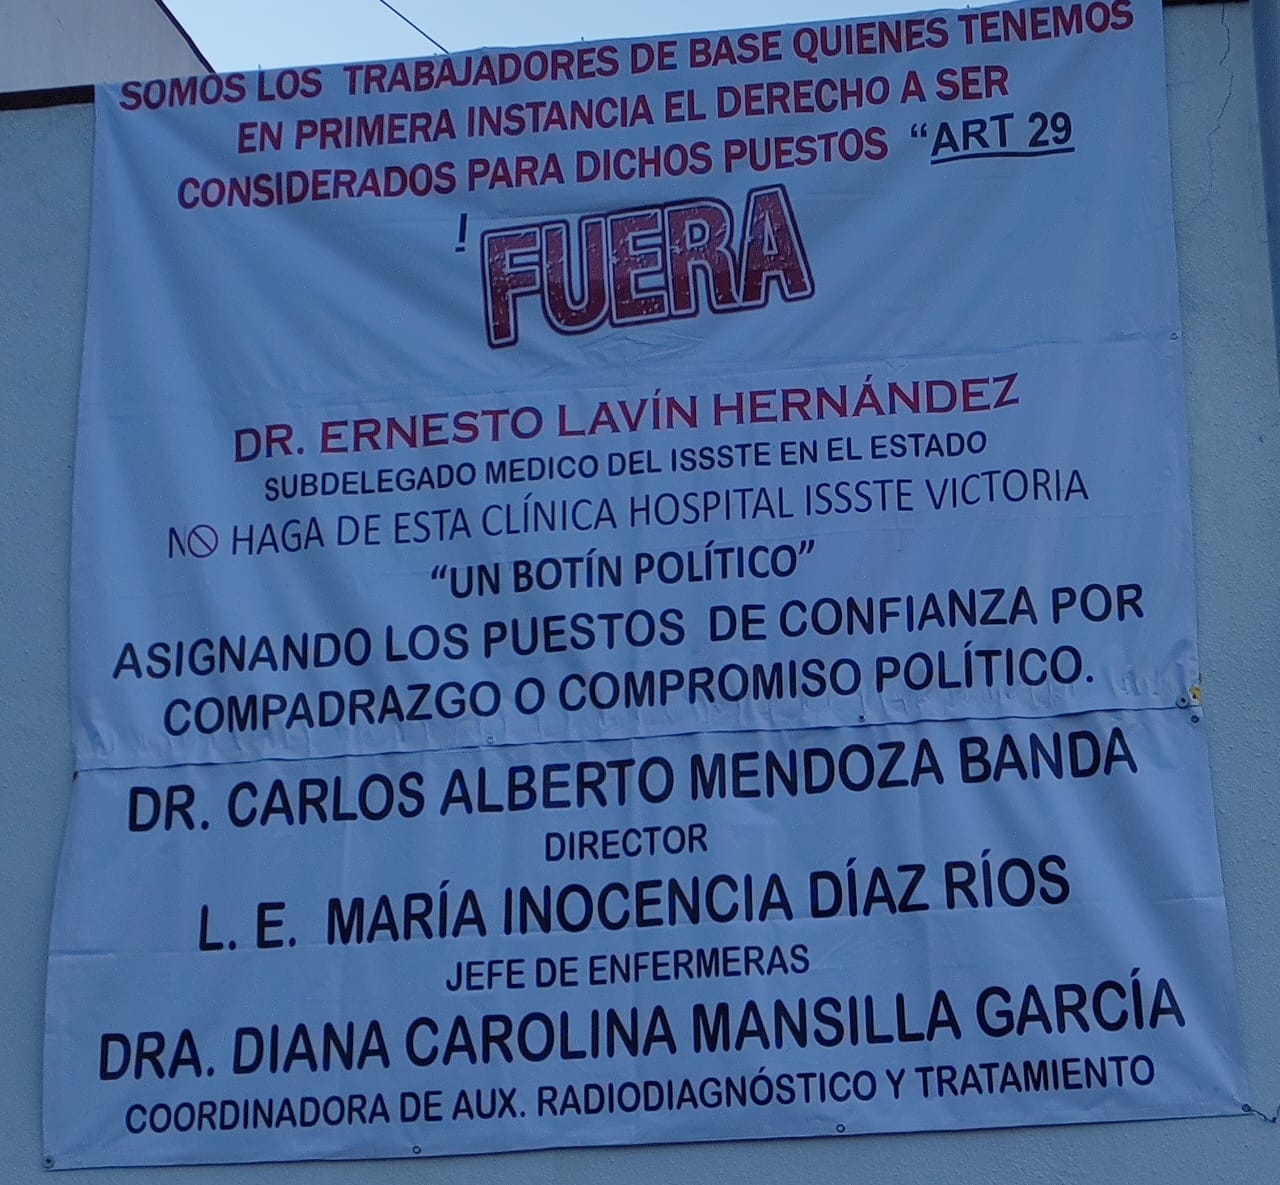 SOMOS LOS TRABAJADORES DE BASE QUIENES TENEMOS
EN PRIMERA INSTANCIA EL DERECHO A SER
CONSIDERADOS PARA DICHOS PUESTOS “ART 29
! FUERA
DR. ERNESTO LAVÍN HERNÁNDEZ
SUBDELEGADO MEDICO DEL ISSSTE EN EL ESTADO
NO HAGA DE ESTA CLÍNICA HOSPITAL ISSSTE VICTORIA
“UN BOTÍN POLÍTICO”
ASIGNANDO LOS PUESTOS DE CONFIANZA POR
COMPADRAZGO O COMPROMISO POLÍTICO.
DR. CARLOS ALBERTO MENDOZA BANDA
DIRECTOR
L. E. MARÍA INOCENCIA DÍAZ RÍOS
JEFE DE ENFERMERAS
DRA. DIANA CAROLINA MANSILLA GARCÍA
COORDINADORA DE AUX. RADIODIAGNÓSTICO Y TRATAMIENTO